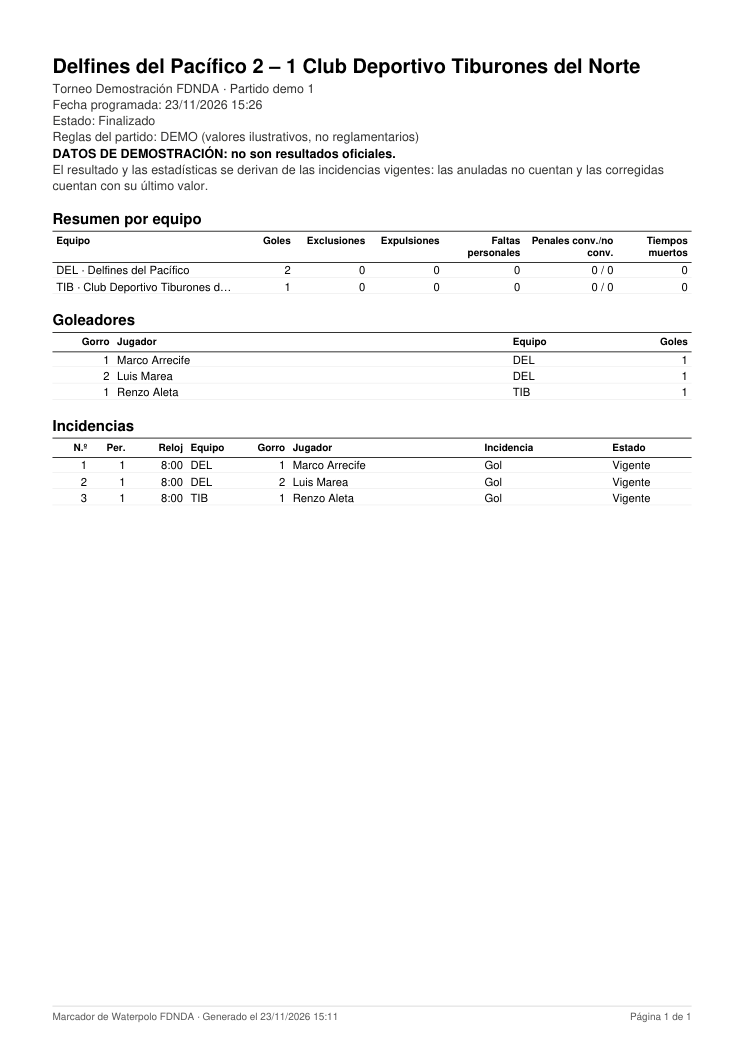 Delfines del Pacífico 2 – 1 Club Deportivo Tiburones del Norte
Torneo Demostración FDNDA · Partido demo 1
Fecha programada: 23/11/2026 15:26
Estado: Finalizado
Reglas del partido: DEMO (valores ilustrativos, no reglamentarios)
DATOS DE DEMOSTRACIÓN: no son resultados oficiales.
El resultado y las estadísticas se derivan de las incidencias vigentes: las anuladas no cuentan y las corregidas
cuentan con su último valor.
Resumen por equipo
Equipo Goles Exclusiones Expulsiones Faltas personales Penales conv./no conv. Tiempos muertos
DEL · Delfines del Pacífico 2 0 0 0 0 / 0 0
TIB · Club Deportivo Tiburones d… 1 0 0 0 0 / 0 0
Goleadores
Gorro Jugador Equipo Goles
1 Marco Arrecife DEL 1
2 Luis Marea DEL 1
1 Renzo Aleta TIB 1
Incidencias
N.º Per. Reloj Equipo Gorro Jugador Incidencia Estado
1 1 8:00 DEL 1 Marco Arrecife Gol Vigente
2 1 8:00 DEL 2 Luis Marea Gol Vigente
3 1 8:00 TIB 1 Renzo Aleta Gol Vigente
Marcador de Waterpolo FDNDA · Generado el 23/11/2026 15:11 Página 1 de 1